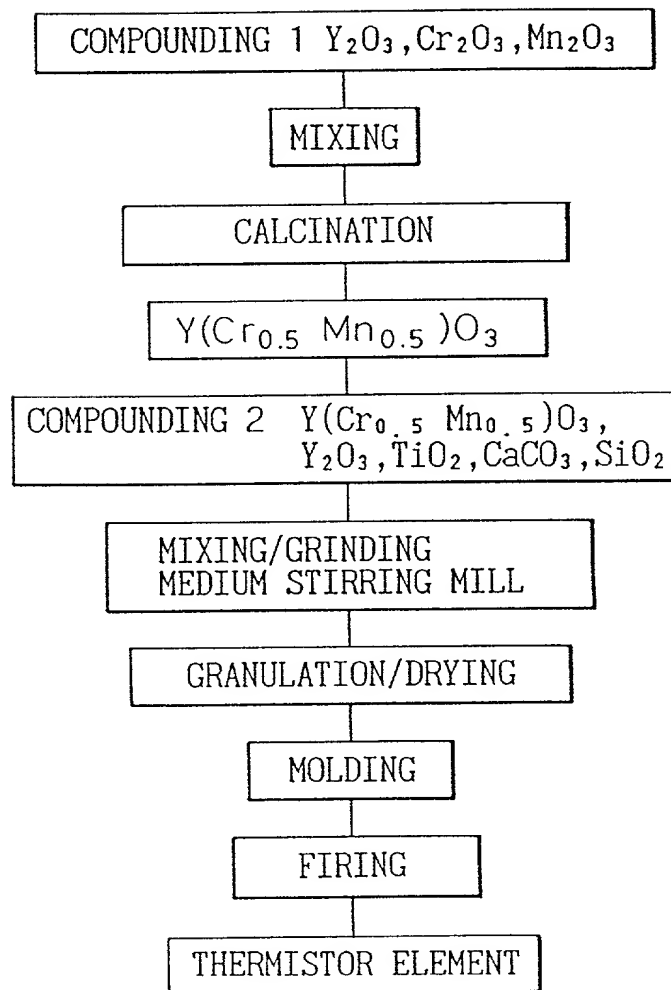 COMPOUNDING 1 Y₂O₃,Cr₂O₃,Mn₂O₃
MIXING
CALCINATION
Y(Cr₀.₅ Mn₀.₅)O₃
COMPOUNDING 2 Y(Cr₀.₅ Mn₀.₅)O₃,
Y₂O₃,TiO₂,CaCO₃,SiO₂
MIXING/GRINDING
MEDIUM STIRRING MILL
GRANULATION/DRYING
MOLDING
FIRING
THERMISTOR ELEMENT